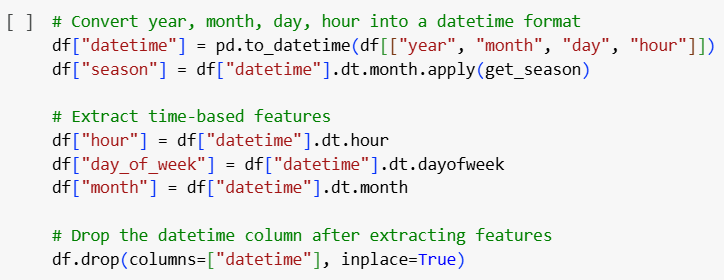 [ ] # Convert year, month, day, hour into a datetime format
df["datetime"] = pd.to_datetime(df[["year", "month", "day", "hour"]])
df["season"] = df["datetime"].dt.month.apply(get_season)
# Extract time-based features
df["hour"] = df["datetime"].dt.hour
df["day_of_week"] = df["datetime"].dt.dayofweek
df["month"] = df["datetime"].dt.month
# Drop the datetime column after extracting features
df.drop(columns=["datetime"], inplace=True)